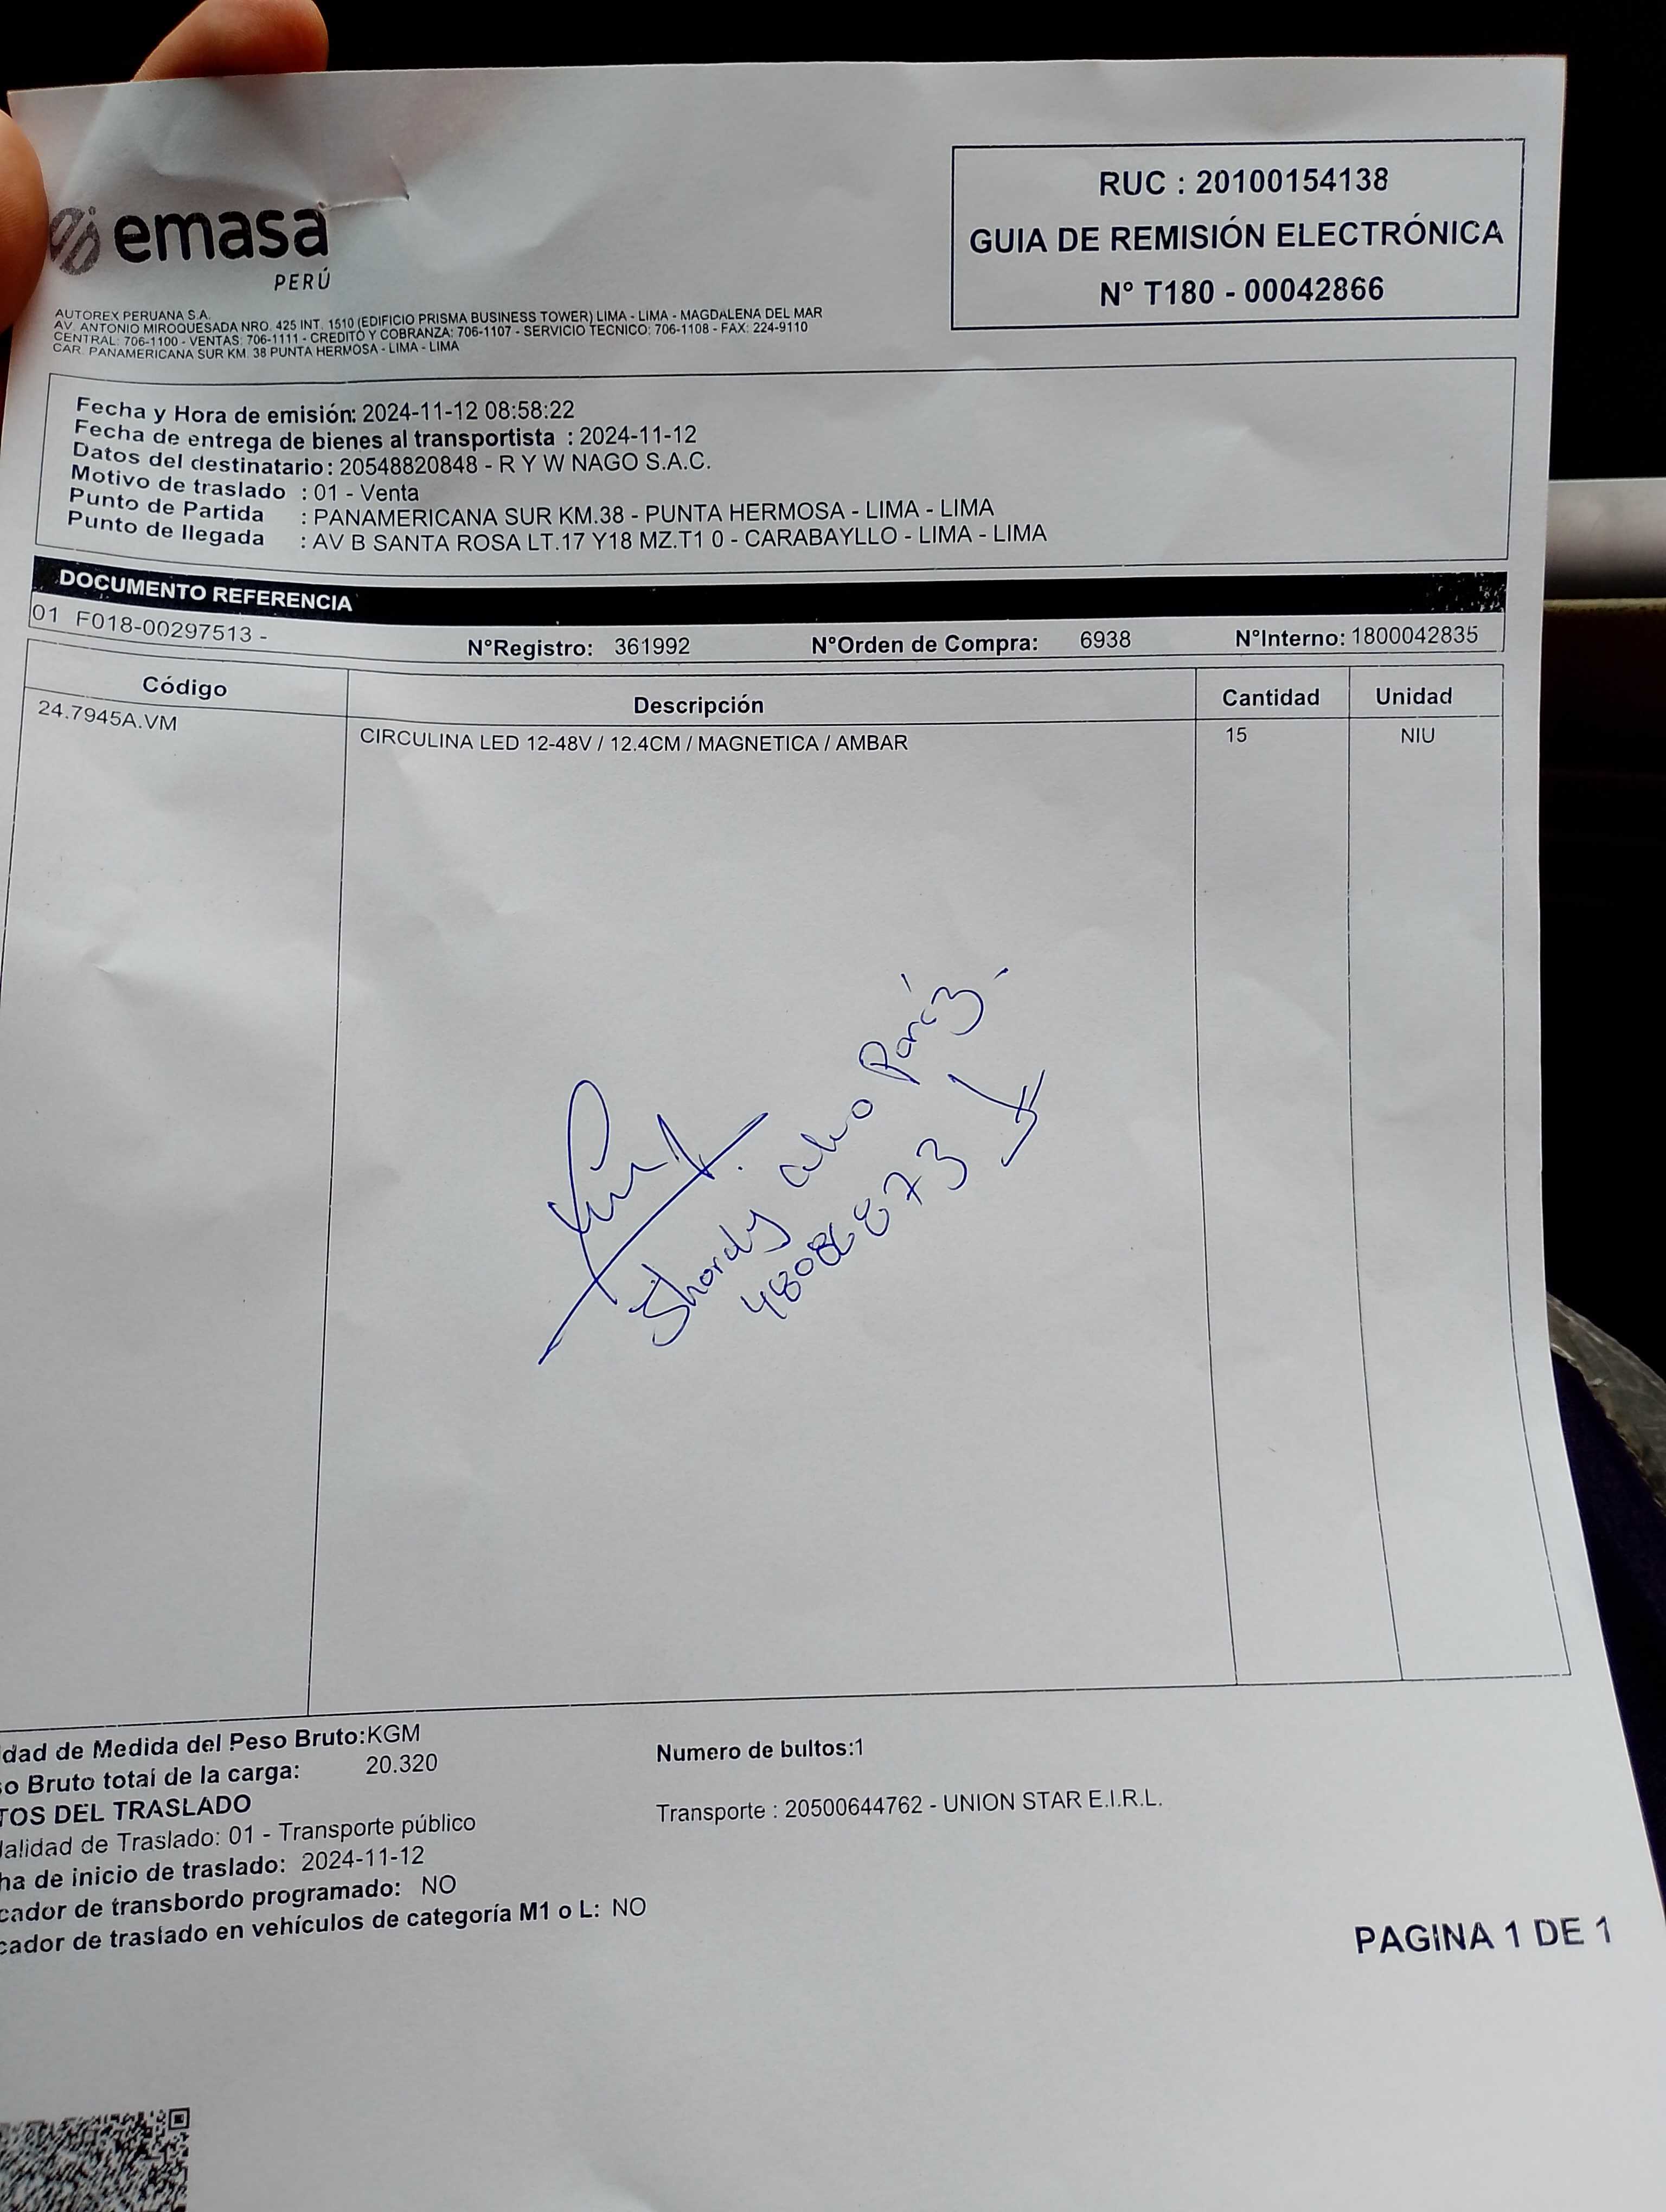 emasa
PERÚ
RUC : 20100154138
GUIA DE REMISIÓN ELECTRÓNICA
N° T180 - 00042866
AUTOREX PERUANA S.A.
AV. ANTONIO MIROQUESADA NRO. 425 INT. 1510 (EDIFICIO PRISMA BUSINESS TOWER) LIMA - LIMA - MAGDALENA DEL MAR
CENTRAL: 706-1100 - VENTAS: 706-1111 - CREDITO Y COBRANZA: 706-1107 - SERVICIO TECNICO: 706-1108 - FAX: 224-9110
CAR. PANAMERICANA SUR KM. 38 PUNTA HERMOSA - LIMA - LIMA
Fecha y Hora de emisión: 2024-11-12 08:58:22
Fecha de entrega de bienes al transportista : 2024-11-12
Datos del destinatario: 20548820848 - R Y W NAGO S.A.C.
Motivo de traslado : 01 - Venta
Punto de Partida : PANAMERICANA SUR KM.38 - PUNTA HERMOSA - LIMA - LIMA
Punto de llegada : AV B SANTA ROSA LT.17 Y18 MZ.T1 0 - CARABAYLLO - LIMA - LIMA
DOCUMENTO REFERENCIA
01 F018-00297513 - N°Registro: 361992 N°Orden de Compra: 6938 N°Interno: 1800042835
Código Descripción Cantidad Unidad
24.7945A.VM CIRCULINA LED 12-48V / 12.4CM / MAGNETICA / AMBAR 15 NIU
Jhordy
48086873
dad de Medida del Peso Bruto:KGM
so Bruto total de la carga: 20.320
Numero de bultos:1
TOS DEL TRASLADO
dalidad de Traslado: 01 - Transporte público
Transporte : 20500644762 - UNION STAR E.I.R.L.
ha de inicio de traslado: 2024-11-12
cador de transbordo programado: NO
cador de traslado en vehículos de categoría M1 o L: NO
PAGINA 1 DE 1